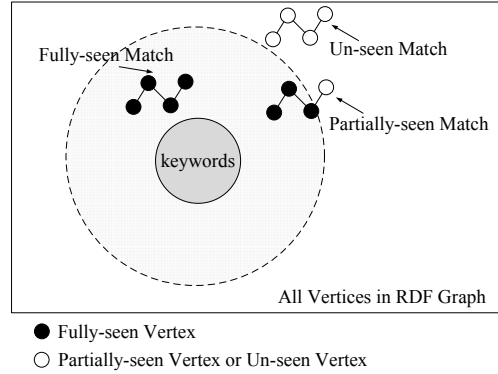 Un-seen Match
Fully-seen Match
Partially-seen Match
keywords
All Vertices in RDF Graph
Fully-seen Vertex
Partially-seen Vertex or Un-seen Vertex